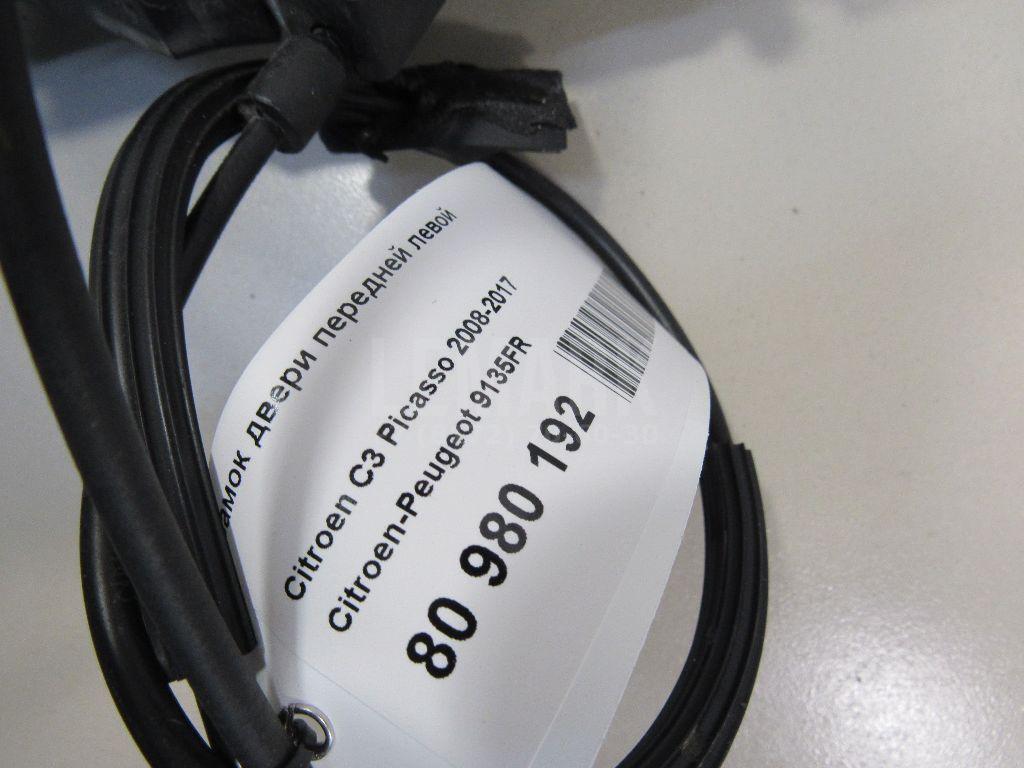 амок двери передней левой
Citroen C3 Picasso 2008-2017
Citroen-Peugeot 9135FR
80 980 192